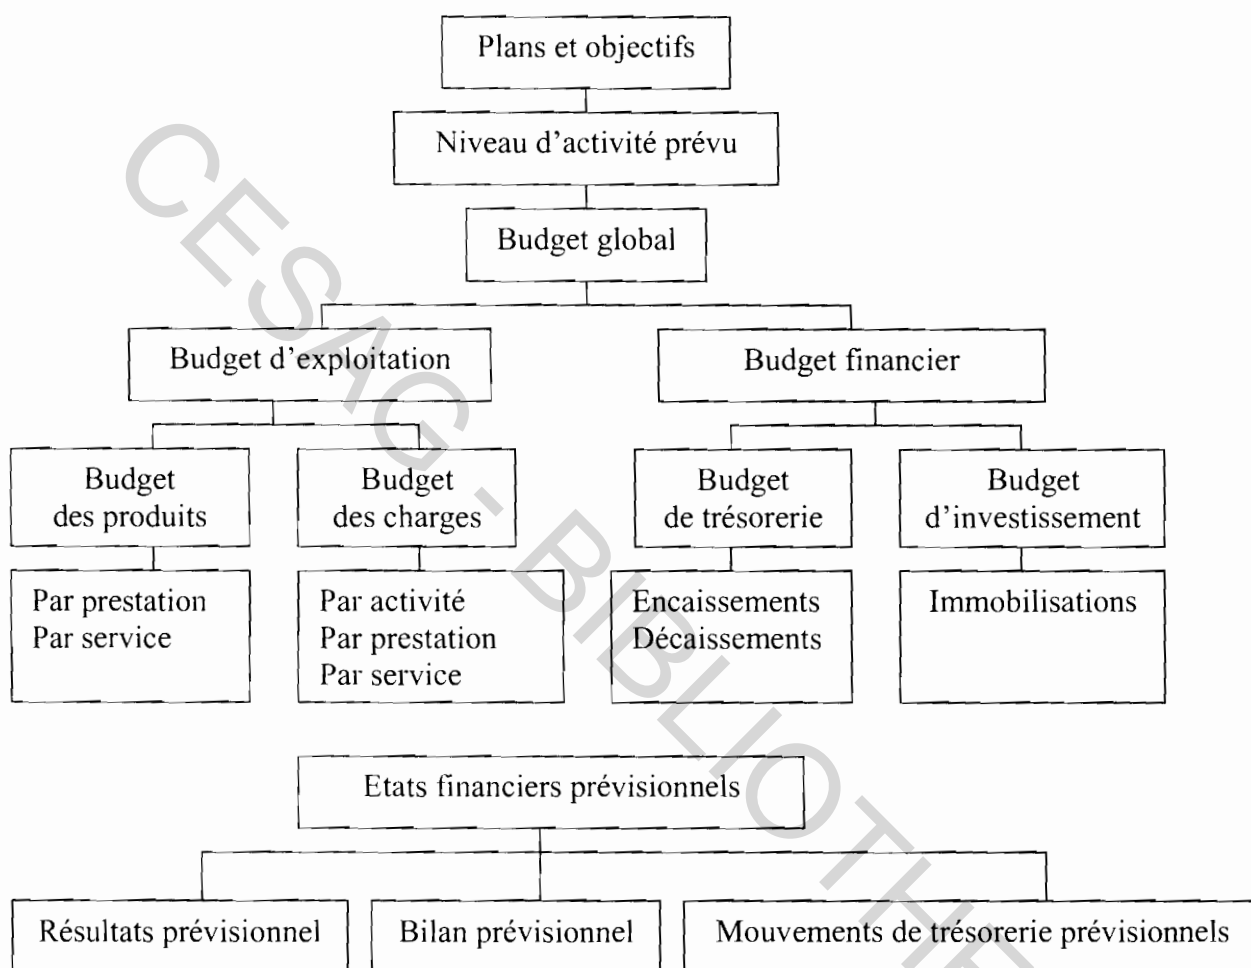 Plans et objectifs
Niveau d'activité prévu
Budget global
Budget d'exploitation
Budget financier
Budget
des produits
Budget
des charges
Budget
de trésorerie
Budget
d'investissement
Par prestation
Par service
Par activité
Par prestation
Par service
Encaissements
Décaissements
Immobilisations
Etats financiers prévisionnels
Résultats prévisionnel
Bilan prévisionnel
Mouvements de trésorerie prévisionnels
CESAG - BIBLIOTHE